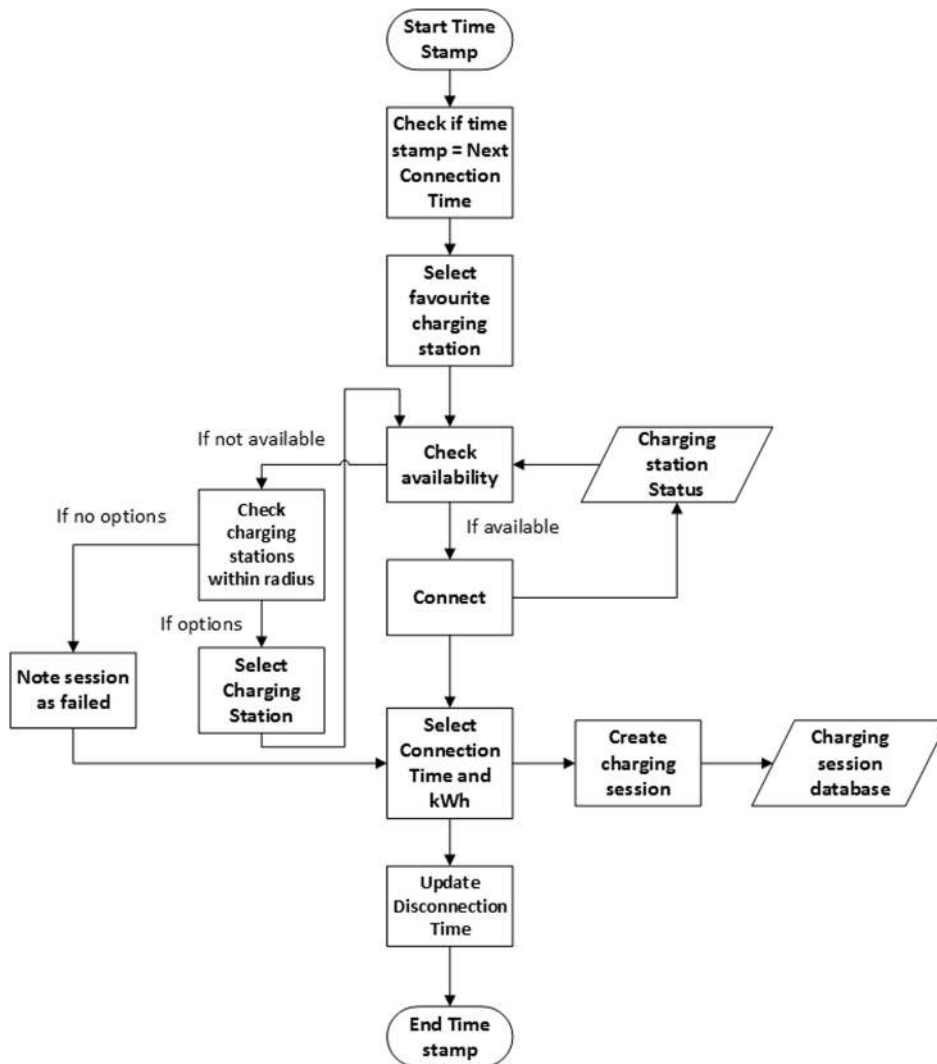 Start Time
Stamp
Check if time
stamp = Next
Connection
Time
Select
favourite
charging
station
If not available
Check
availability
Charging
station
Status
If no options
Check
charging
stations
within radius
If available
Connect
If options
Note session
as failed
Select
Charging
Station
Select
Connection
Time and
kWh
Create
charging
session
Charging
session
database
Update
Disconnection
Time
End Time
stamp